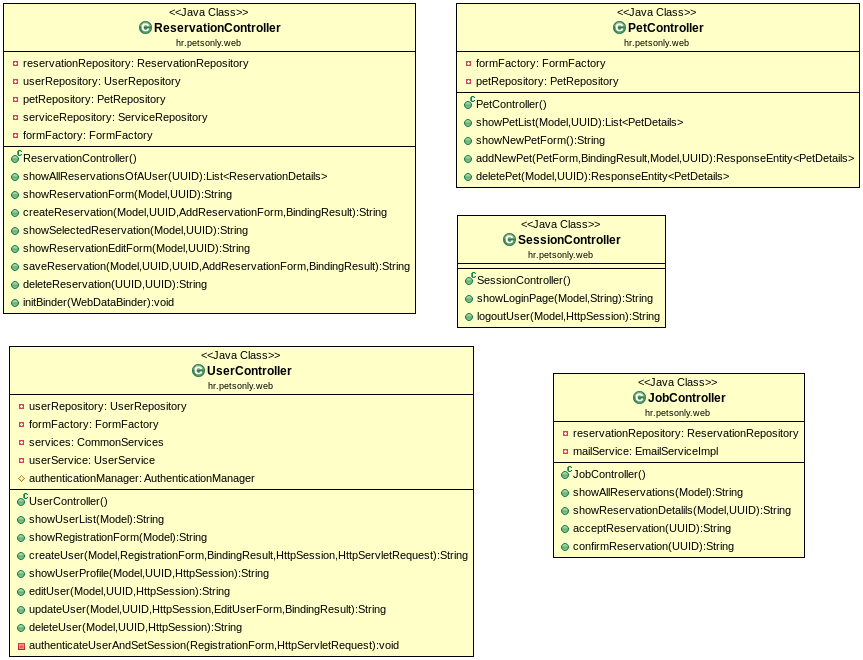 <<Java Class>>
ReservationController
hr.petsonly.web
reservationRepository: ReservationRepository
userRepository: UserRepository
petRepository: PetRepository
serviceRepository: ServiceRepository
formFactory: FormFactory
ReservationController()
showAllReservationsOfAUser(UUID):List<ReservationDetails>
showReservationForm(Model,UUID):String
createReservation(Model,UUID,AddReservationForm,BindingResult):String
showSelectedReservation(Model,UUID):String
showReservationEditForm(Model,UUID):String
saveReservation(Model,UUID,UUID,AddReservationForm,BindingResult):String
deleteReservation(UUID,UUID):String
initBinder(WebDataBinder):void
<<Java Class>>
PetController
hr.petsonly.web
formFactory: FormFactory
petRepository: PetRepository
PetController()
showPetList(Model,UUID):List<PetDetails>
showNewPetForm():String
addNewPet(PetForm,BindingResult,Model,UUID):ResponseEntity<PetDetails>
deletePet(Model,UUID):ResponseEntity<PetDetails>
<<Java Class>>
SessionController
hr.petsonly.web
SessionController()
showLoginPage(Model,String):String
logoutUser(Model,HttpSession):String
<<Java Class>>
UserController
hr.petsonly.web
userRepository: UserRepository
formFactory: FormFactory
services: CommonServices
userService: UserService
authenticationManager: AuthenticationManager
UserController()
showUserList(Model):String
showRegistrationForm(Model):String
createUser(Model,RegistrationForm,BindingResult,HttpSession,HttpServletRequest):String
showUserProfile(Model,UUID,HttpSession):String
editUser(Model,UUID,HttpSession):String
updateUser(Model,UUID,HttpSession,EditUserForm,BindingResult):String
deleteUser(Model,UUID,HttpSession):String
authenticateUserAndSetSession(RegistrationForm,HttpServletRequest):void
<<Java Class>>
JobController
hr.petsonly.web
reservationRepository: ReservationRepository
mailService: EmailServiceImpl
JobController()
showAllReservations(Model):String
showReservationDetalils(Model,UUID):String
acceptReservation(UUID):String
confirmReservation(UUID):String